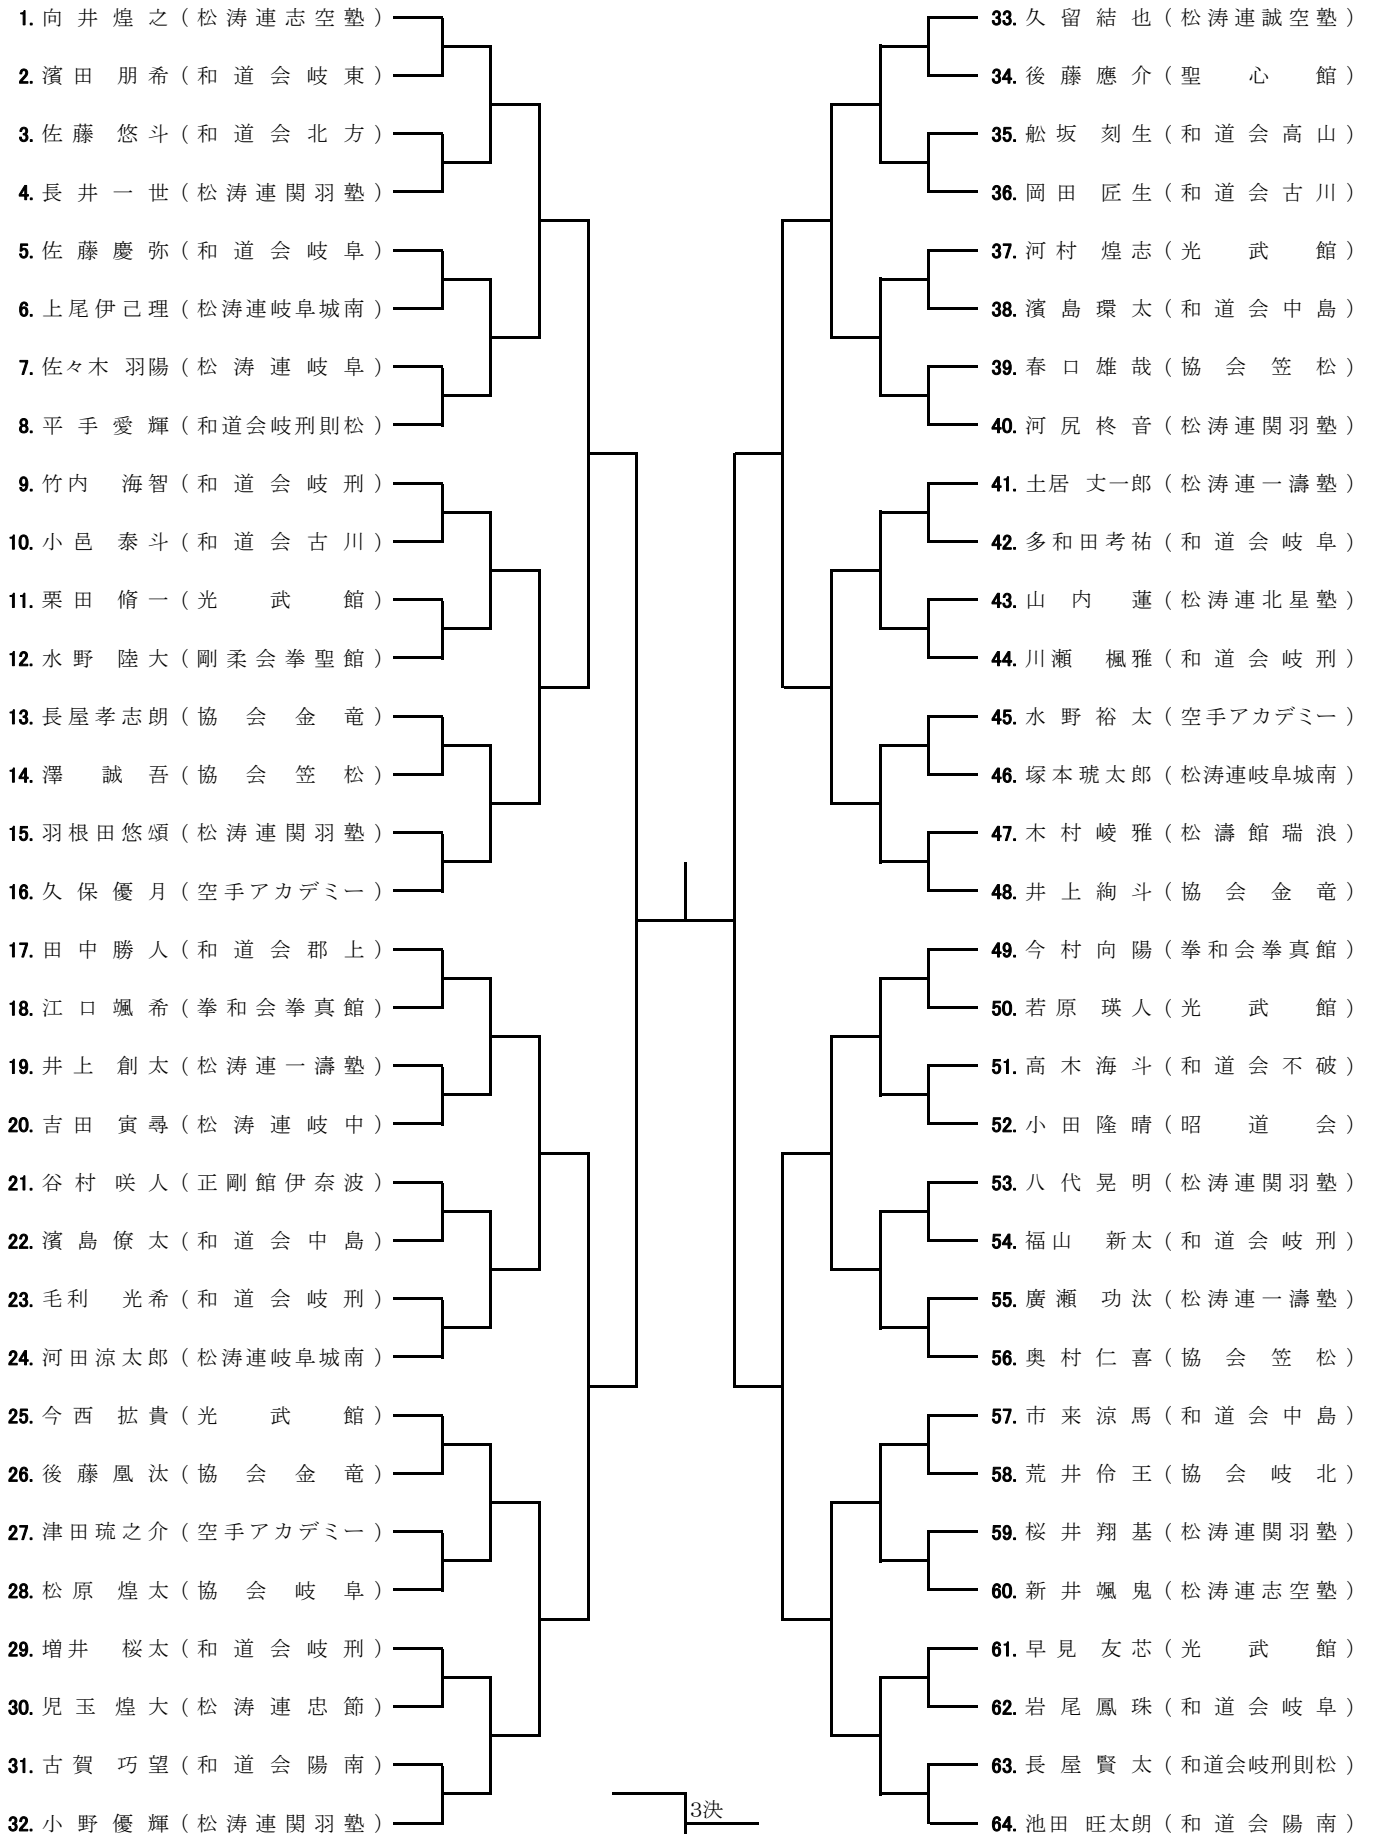 1. 向井煌之（松涛連志空塾）
2. 濱田 朋希（和道会岐東）
3. 佐藤 悠斗（和道会北方）
4. 長井一世（松涛連関羽塾）
5. 佐藤慶弥（和道会岐阜）
6. 上尾伊己理（松涛連岐阜城南）
7. 佐々木 羽陽（松涛連岐阜）
8. 平手愛輝（和道会岐刑則松）
9. 竹内 海智（和道会岐刑）
10. 小邑 泰斗（和道会古川）
11. 栗田 脩一（光武館）
12. 水野 陸大（剛柔会拳聖館）
13. 長屋孝志朗（協会金竜）
14. 澤 誠吾（協会笠松）
15. 羽根田悠頌（松涛連関羽塾）
16. 久保優月（空手アカデミー）
17. 田中勝人（和道会郡上）
18. 江口颯希（拳和会拳真館）
19. 井上 創太（松涛連一濤塾）
20. 吉田 寅尋（松涛連岐中）
21. 谷村咲人（正剛館伊奈波）
22. 濱島僚太（和道会中島）
23. 毛利 光希（和道会岐刑）
24. 河田涼太郎（松涛連岐阜城南）
25. 今西 拡貴（光武館）
26. 後藤凰汰（協会金竜）
27. 津田琉之介（空手アカデミー）
28. 松原 煌太（協会岐阜）
29. 増井 桜太（和道会岐刑）
30. 児玉煌大（松涛連忠節）
31. 古賀 巧望（和道会陽南）
32. 小野優輝（松涛連関羽塾）
33. 久留結也（松涛連誠空塾）
34. 後藤應介（聖心館）
35. 舩坂 刻生（和道会高山）
36. 岡田 匠生（和道会古川）
37. 河村 煌志（光武館）
38. 濱島環太（和道会中島）
39. 春口雄哉（協会笠松）
40. 河尻柊音（松涛連関羽塾）
41. 土居 丈一郎（松涛連一濤塾）
42. 多和田考祐（和道会岐阜）
43. 山内 蓮（松涛連北星塾）
44. 川瀬 楓雅（和道会岐刑）
45. 水野裕太（空手アカデミー）
46. 塚本琥太郎（松涛連岐阜城南）
47. 木村崚雅（松濤館瑞浪）
48. 井上絢斗（協会金竜）
49. 今村向陽（拳和会拳真館）
50. 若原 瑛人（光武館）
51. 高木海斗（和道会不破）
52. 小田隆晴（昭道会）
53. 八代晃明（松涛連関羽塾）
54. 福山 新太（和道会岐刑）
55. 廣瀬 功汰（松涛連一濤塾）
56. 奥村仁喜（協会笠松）
57. 市来涼馬（和道会中島）
58. 荒井伶王（協会岐北）
59. 桜井翔基（松涛連関羽塾）
60. 新井颯鬼（松涛連志空塾）
61. 早見 友芯（光武館）
62. 岩尾鳳珠（和道会岐阜）
63. 長屋賢太（和道会岐刑則松）
64. 池田 旺太朗（和道会陽南）
3決